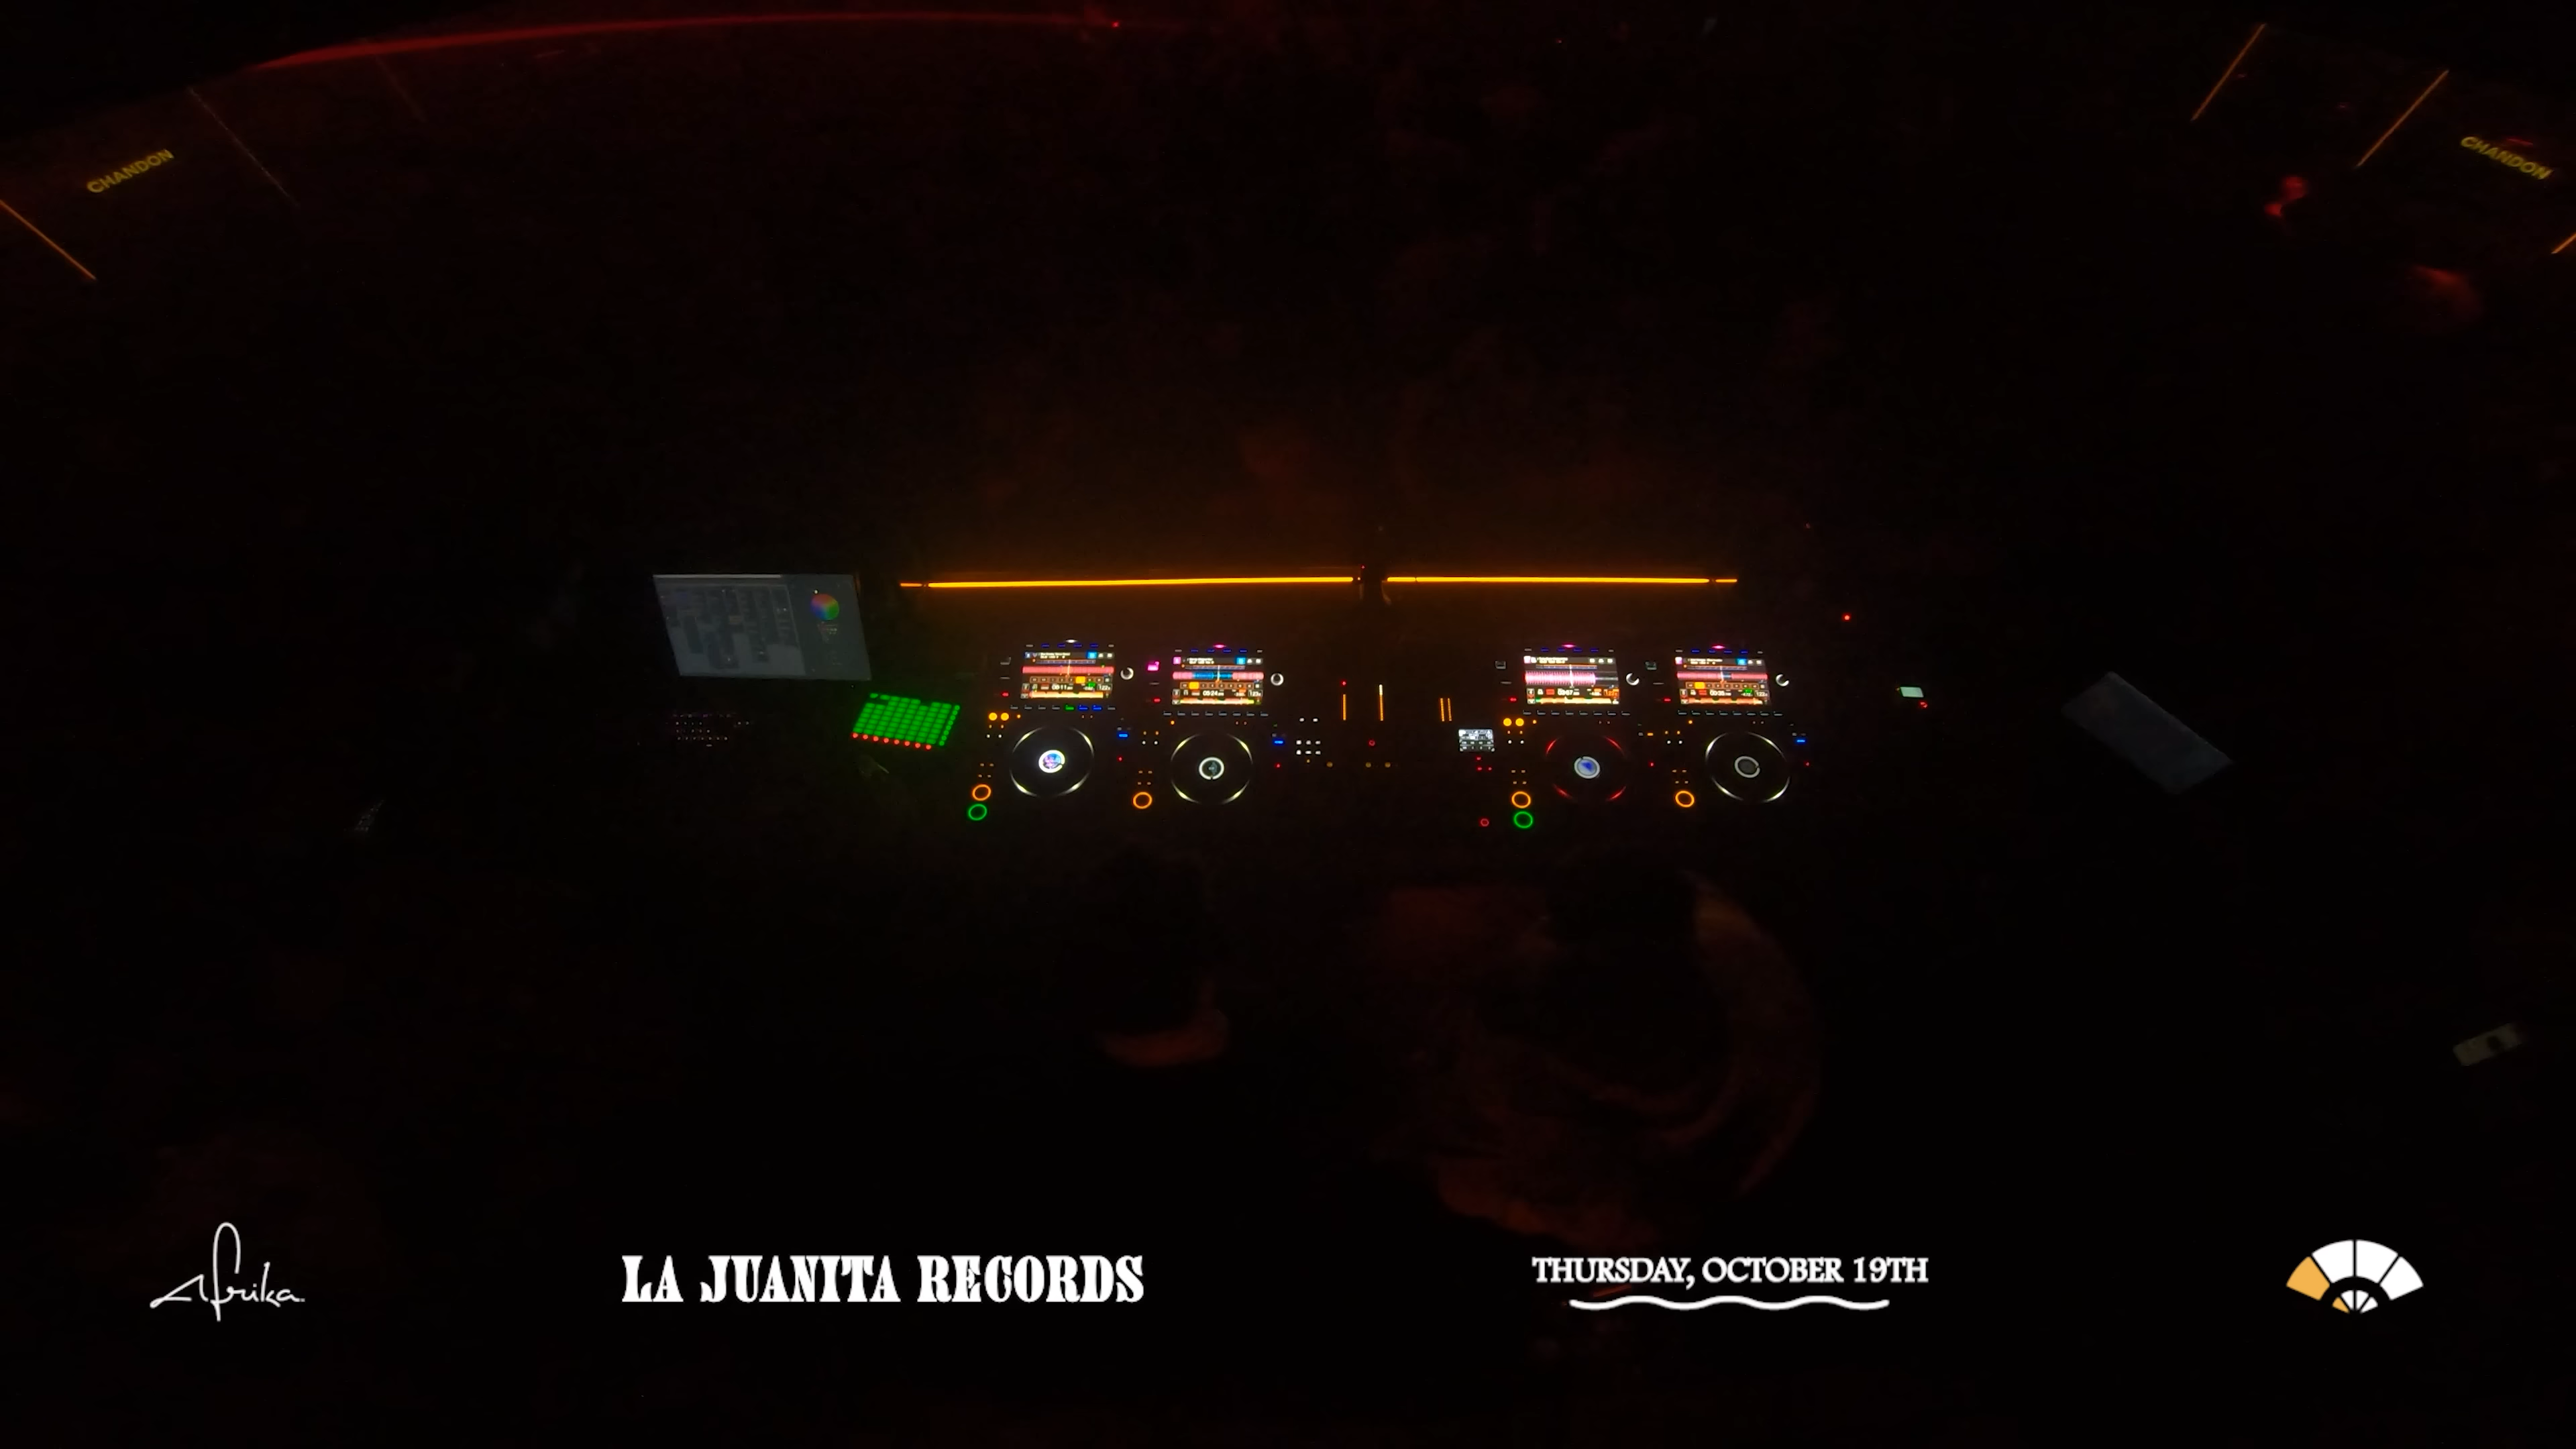 CHANDON
CHANDON
Afrika
LA JUANITA RECORDS
THURSDAY, OCTOBER 19TH